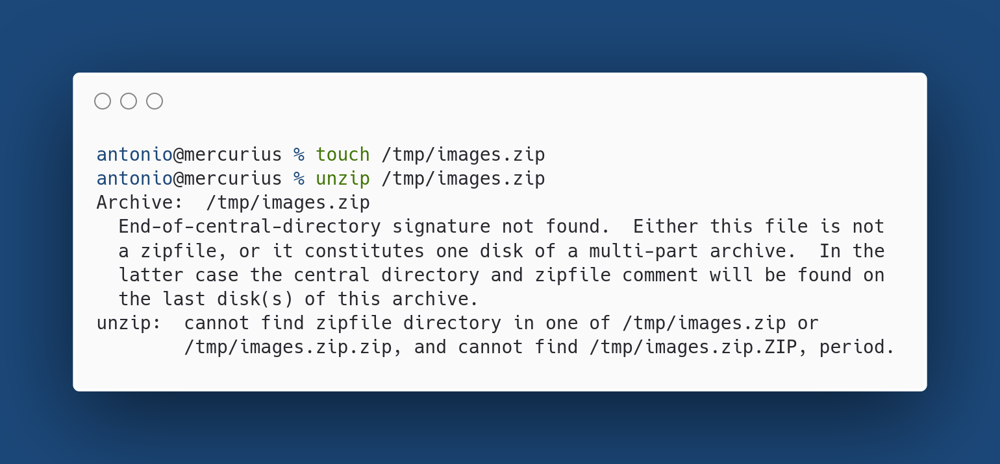 antonio@mercurius % touch /tmp/images.zip
antonio@mercurius % unzip /tmp/images.zip
Archive:  /tmp/images.zip
  End-of-central-directory signature not found.  Either this file is not
  a zipfile, or it constitutes one disk of a multi-part archive.  In the
  latter case the central directory and zipfile comment will be found on
  the last disk(s) of this archive.
unzip:  cannot find zipfile directory in one of /tmp/images.zip or
        /tmp/images.zip.zip, and cannot find /tmp/images.zip.ZIP, period.